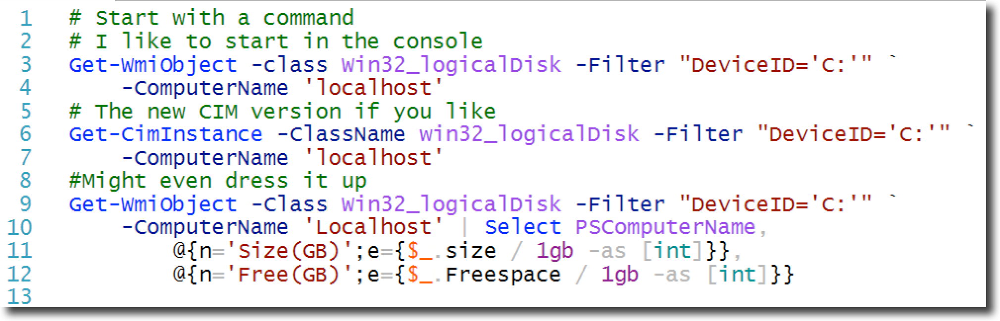 1 # Start with a command
2 # I like to start in the console
3 Get-WmiObject -class Win32_logicalDisk -Filter "DeviceID='C:'" `
4 -ComputerName 'localhost'
5 # The new CIM version if you like
6 Get-CimInstance -ClassName win32_logicalDisk -Filter "DeviceID='C:'" `
7 -ComputerName 'localhost'
8 #Might even dress it up
9 Get-WmiObject -Class Win32_logicalDisk -Filter "DeviceID='C:'" `
10 -ComputerName 'Localhost' | Select PSComputerName,
11 @{n='Size(GB)';e={$_.size / 1gb -as [int]}},
12 @{n='Free(GB)';e={$_.Freespace / 1gb -as [int]}}
13